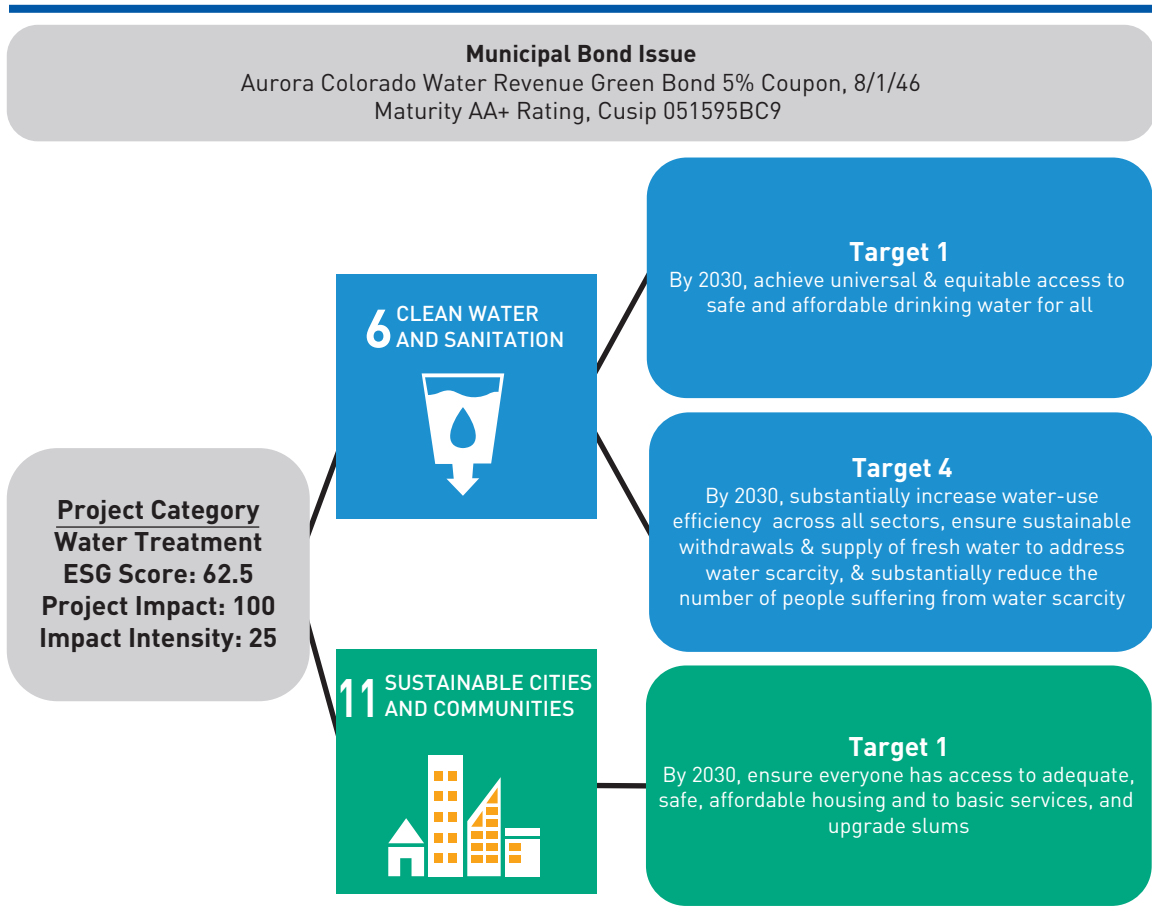 Municipal Bond Issue
Aurora Colorado Water Revenue Green Bond 5% Coupon, 8/1/46
Maturity AA+ Rating, Cusip 051595BC9
Project Category
Water Treatment
ESG Score: 62.5
Project Impact: 100
Impact Intensity: 25
6 CLEAN WATER
AND SANITATION
Target 1
By 2030, achieve universal & equitable access to
safe and affordable drinking water for all
Target 4
By 2030, substantially increase water-use
efficiency across all sectors, ensure sustainable
withdrawals & supply of fresh water to address
water scarcity, & substantially reduce the
number of people suffering from water scarcity
11 SUSTAINABLE CITIES
AND COMMUNITIES
Target 1
By 2030, ensure everyone has access to adequate,
safe, affordable housing and to basic services, and
upgrade slums